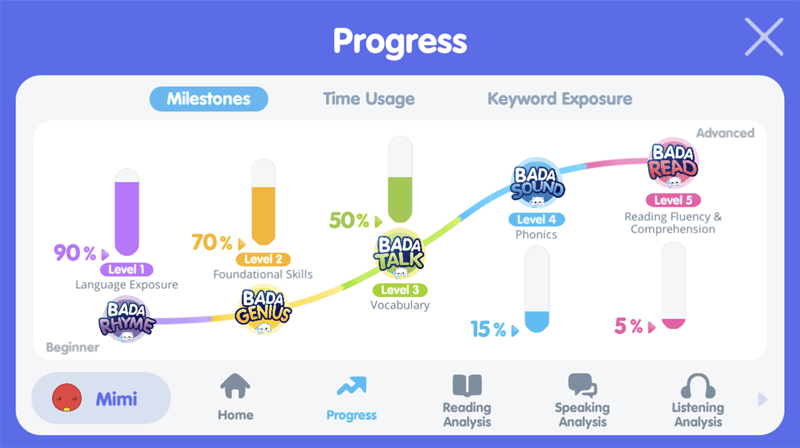 Progress
Milestones
Time Usage
Keyword Exposure
Advanced
90%
Level 1
Language Exposure
BADA
RHYME
70%
Level 2
Foundational Skills
BADA
GENIUS
50%
BADA
TALK
Level 3
Vocabulary
BADA
SOUND
Level 4
Phonics
15%
BADA
READ
Level 5
Reading Fluency &
Comprehension
5%
Beginner
Mimi
Home
Progress
Reading
Analysis
Speaking
Analysis
Listening
Analysis